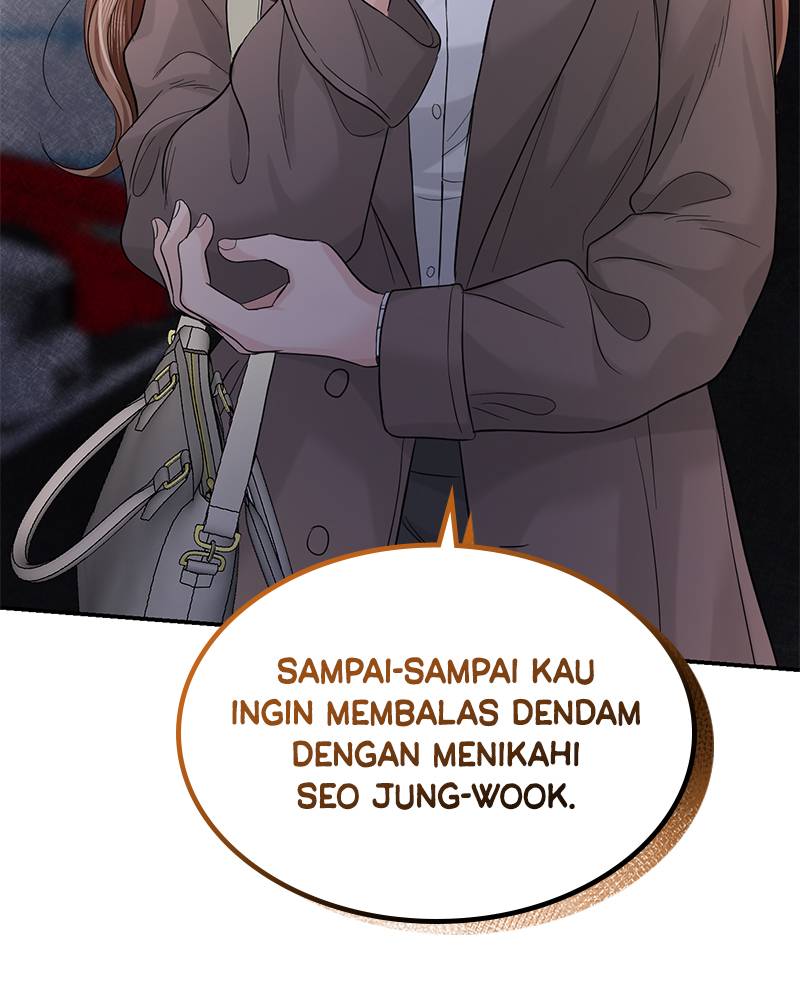 SAMPAI-SAMPAI KAU
INGIN MEMBALAS DENDAM
DENGAN MENIKAHI
SEO JUNG-WOOK.